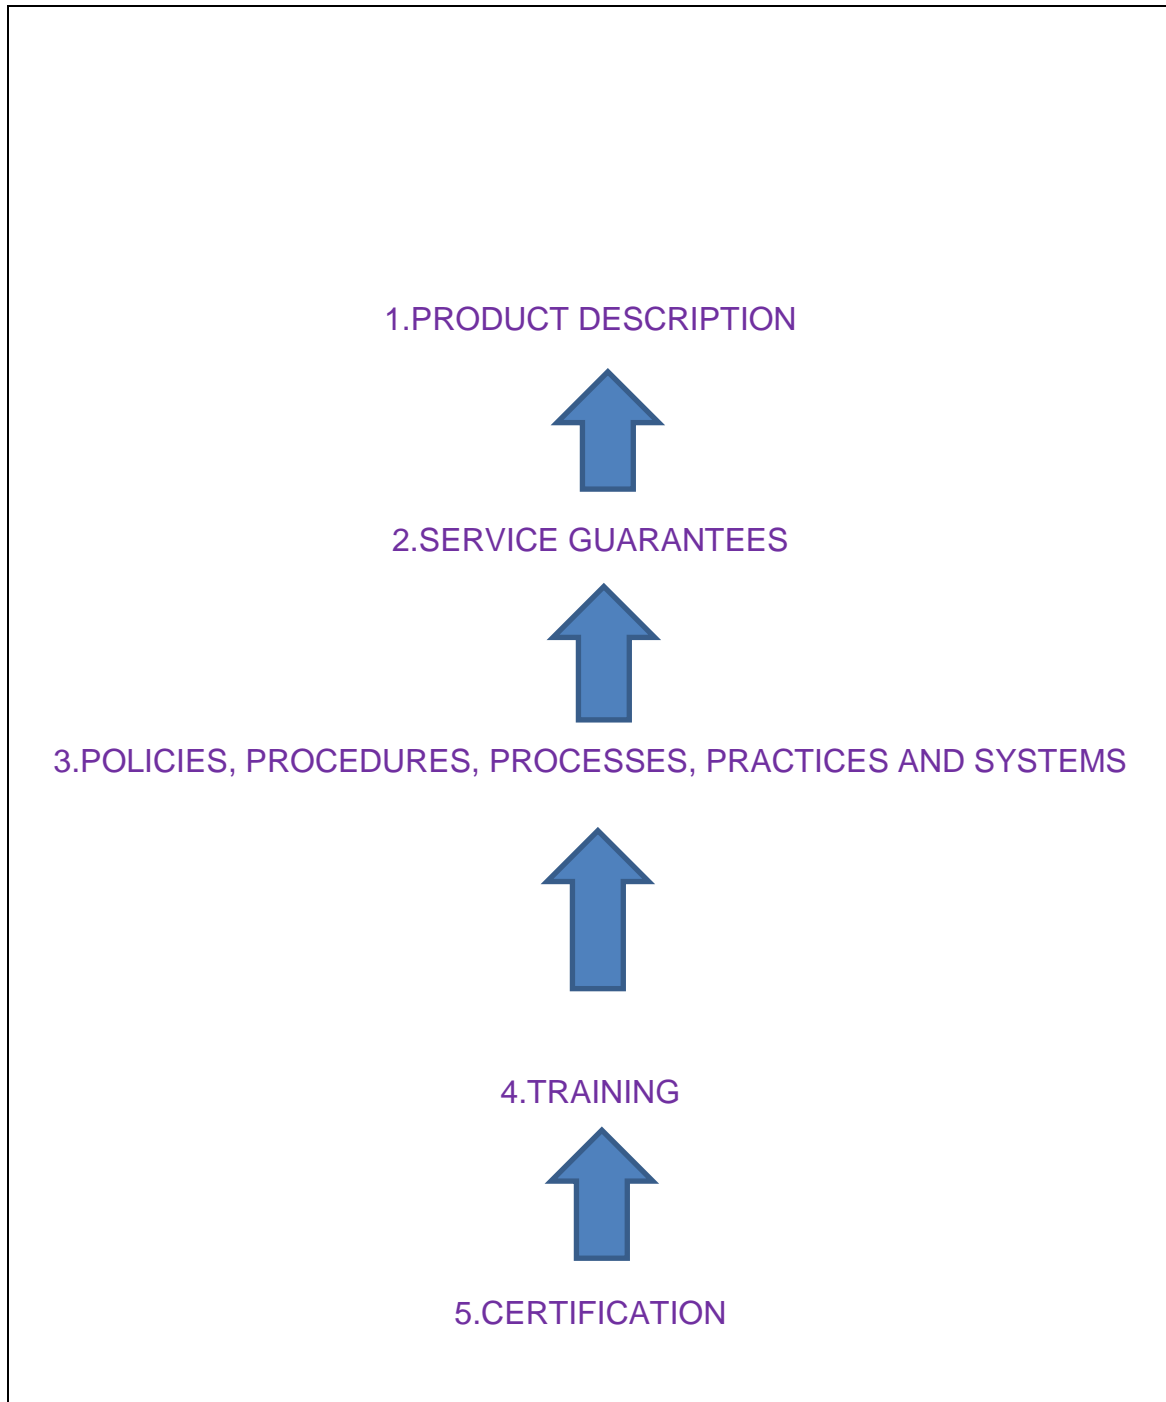 1.PRODUCT DESCRIPTION
2.SERVICE GUARANTEES
3.POLICIES, PROCEDURES, PROCESSES, PRACTICES AND SYSTEMS
4.TRAINING
5.CERTIFICATION